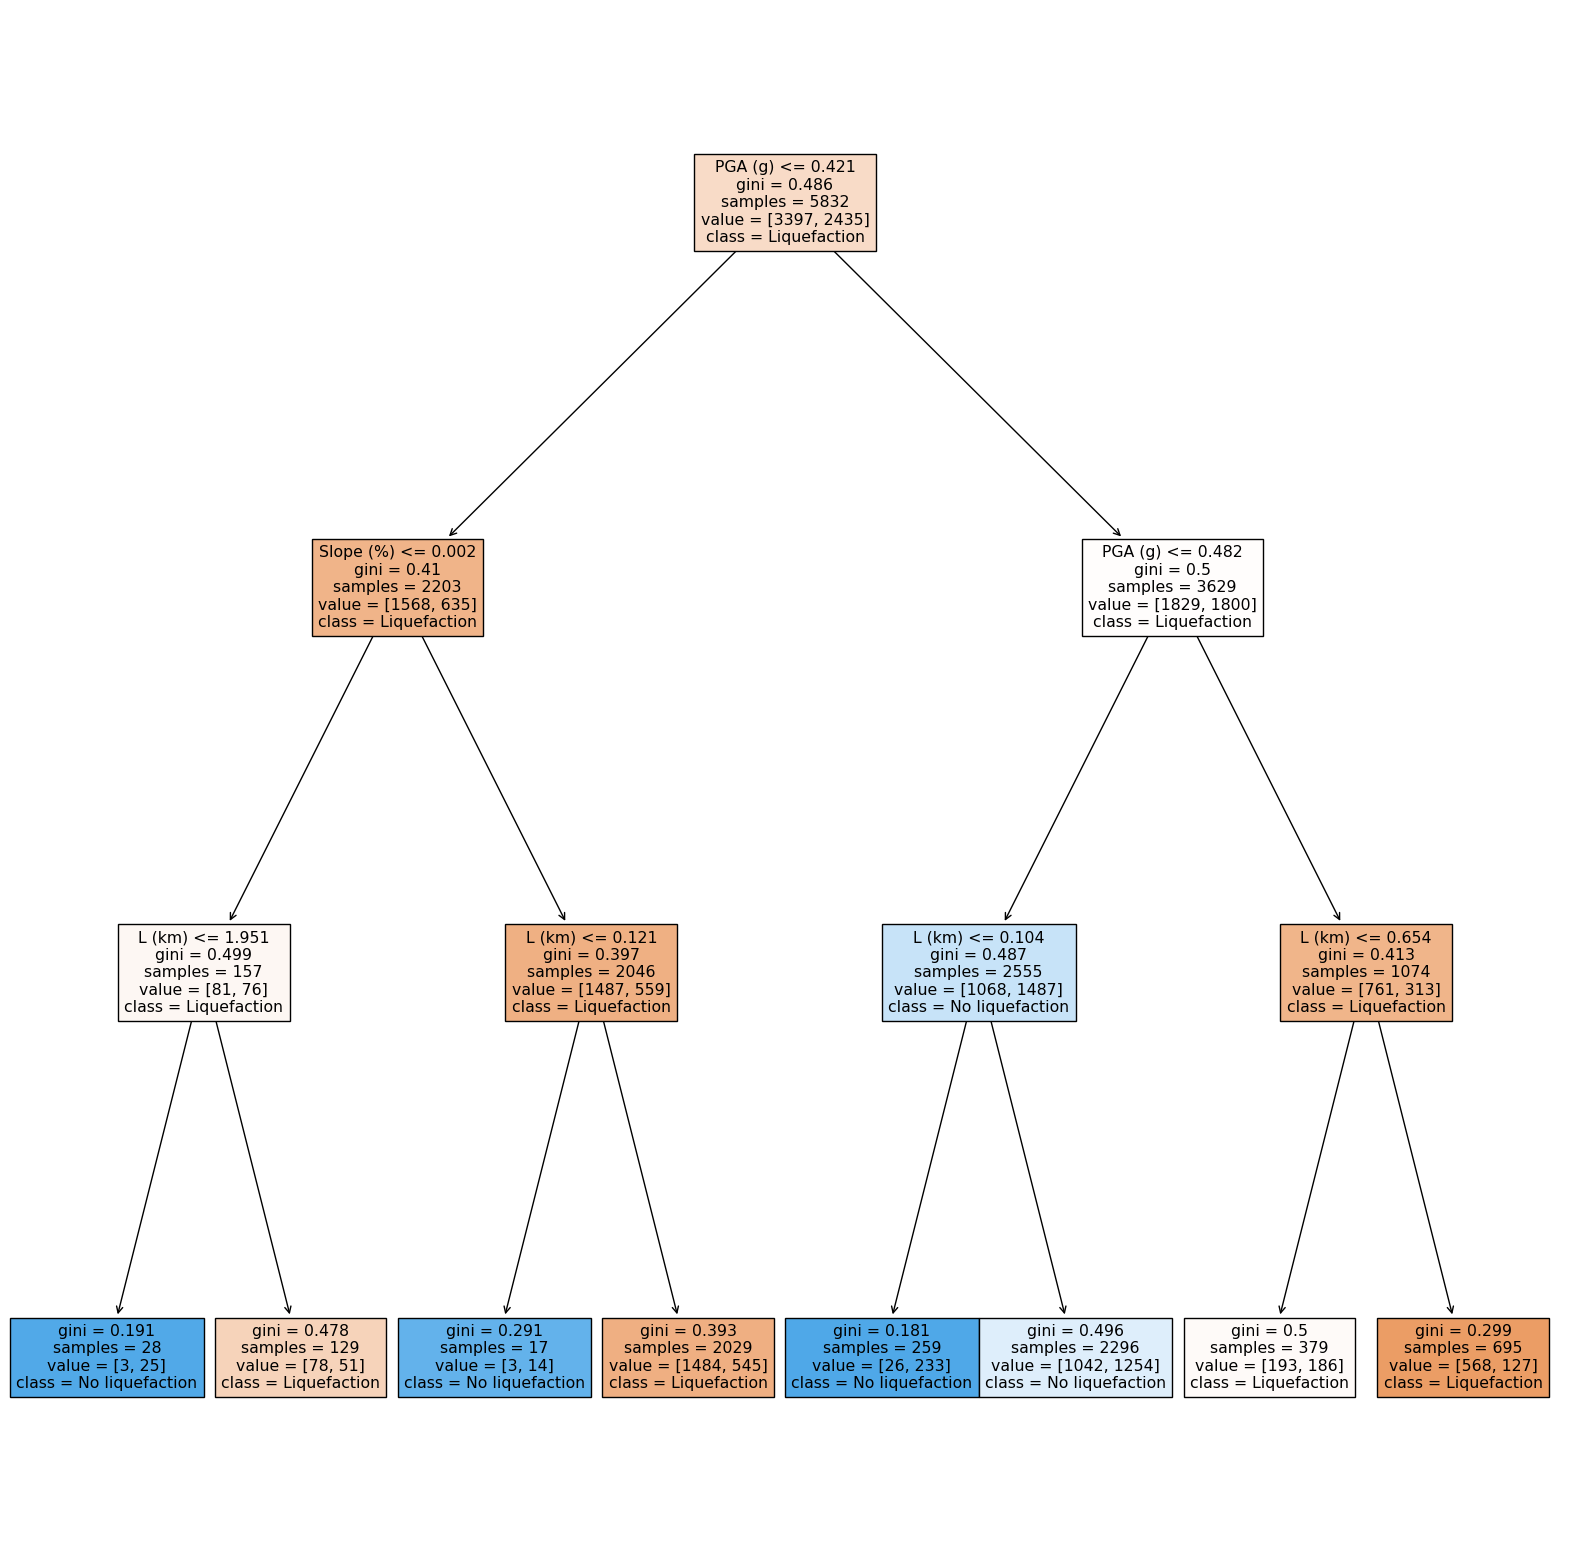 PGA (g) <= 0.421
gini = 0.486
samples = 5832
value = [3397, 2435]
class = Liquefaction
Slope (%) <= 0.002
gini = 0.41
samples = 2203
value = [1568, 635]
class = Liquefaction
PGA (g) <= 0.482
gini = 0.5
samples = 3629
value = [1829, 1800]
class = Liquefaction
L (km) <= 1.951
gini = 0.499
samples = 157
value = [81, 76]
class = Liquefaction
L (km) <= 0.121
gini = 0.397
samples = 2046
value = [1487, 559]
class = Liquefaction
L (km) <= 0.104
gini = 0.487
samples = 2555
value = [1068, 1487]
class = No liquefaction
L (km) <= 0.654
gini = 0.413
samples = 1074
value = [761, 313]
class = Liquefaction
gini = 0.191
samples = 28
value = [3, 25]
class = No liquefaction
gini = 0.478
samples = 129
value = [78, 51]
class = Liquefaction
gini = 0.291
samples = 17
value = [3, 14]
class = No liquefaction
gini = 0.393
samples = 2029
value = [1484, 545]
class = Liquefaction
gini = 0.181
samples = 259
value = [26, 233]
class = No liquefaction
gini = 0.496
samples = 2296
value = [1042, 1254]
class = No liquefaction
gini = 0.5
samples = 379
value = [193, 186]
class = Liquefaction
gini = 0.299
samples = 695
value = [568, 127]
class = Liquefaction